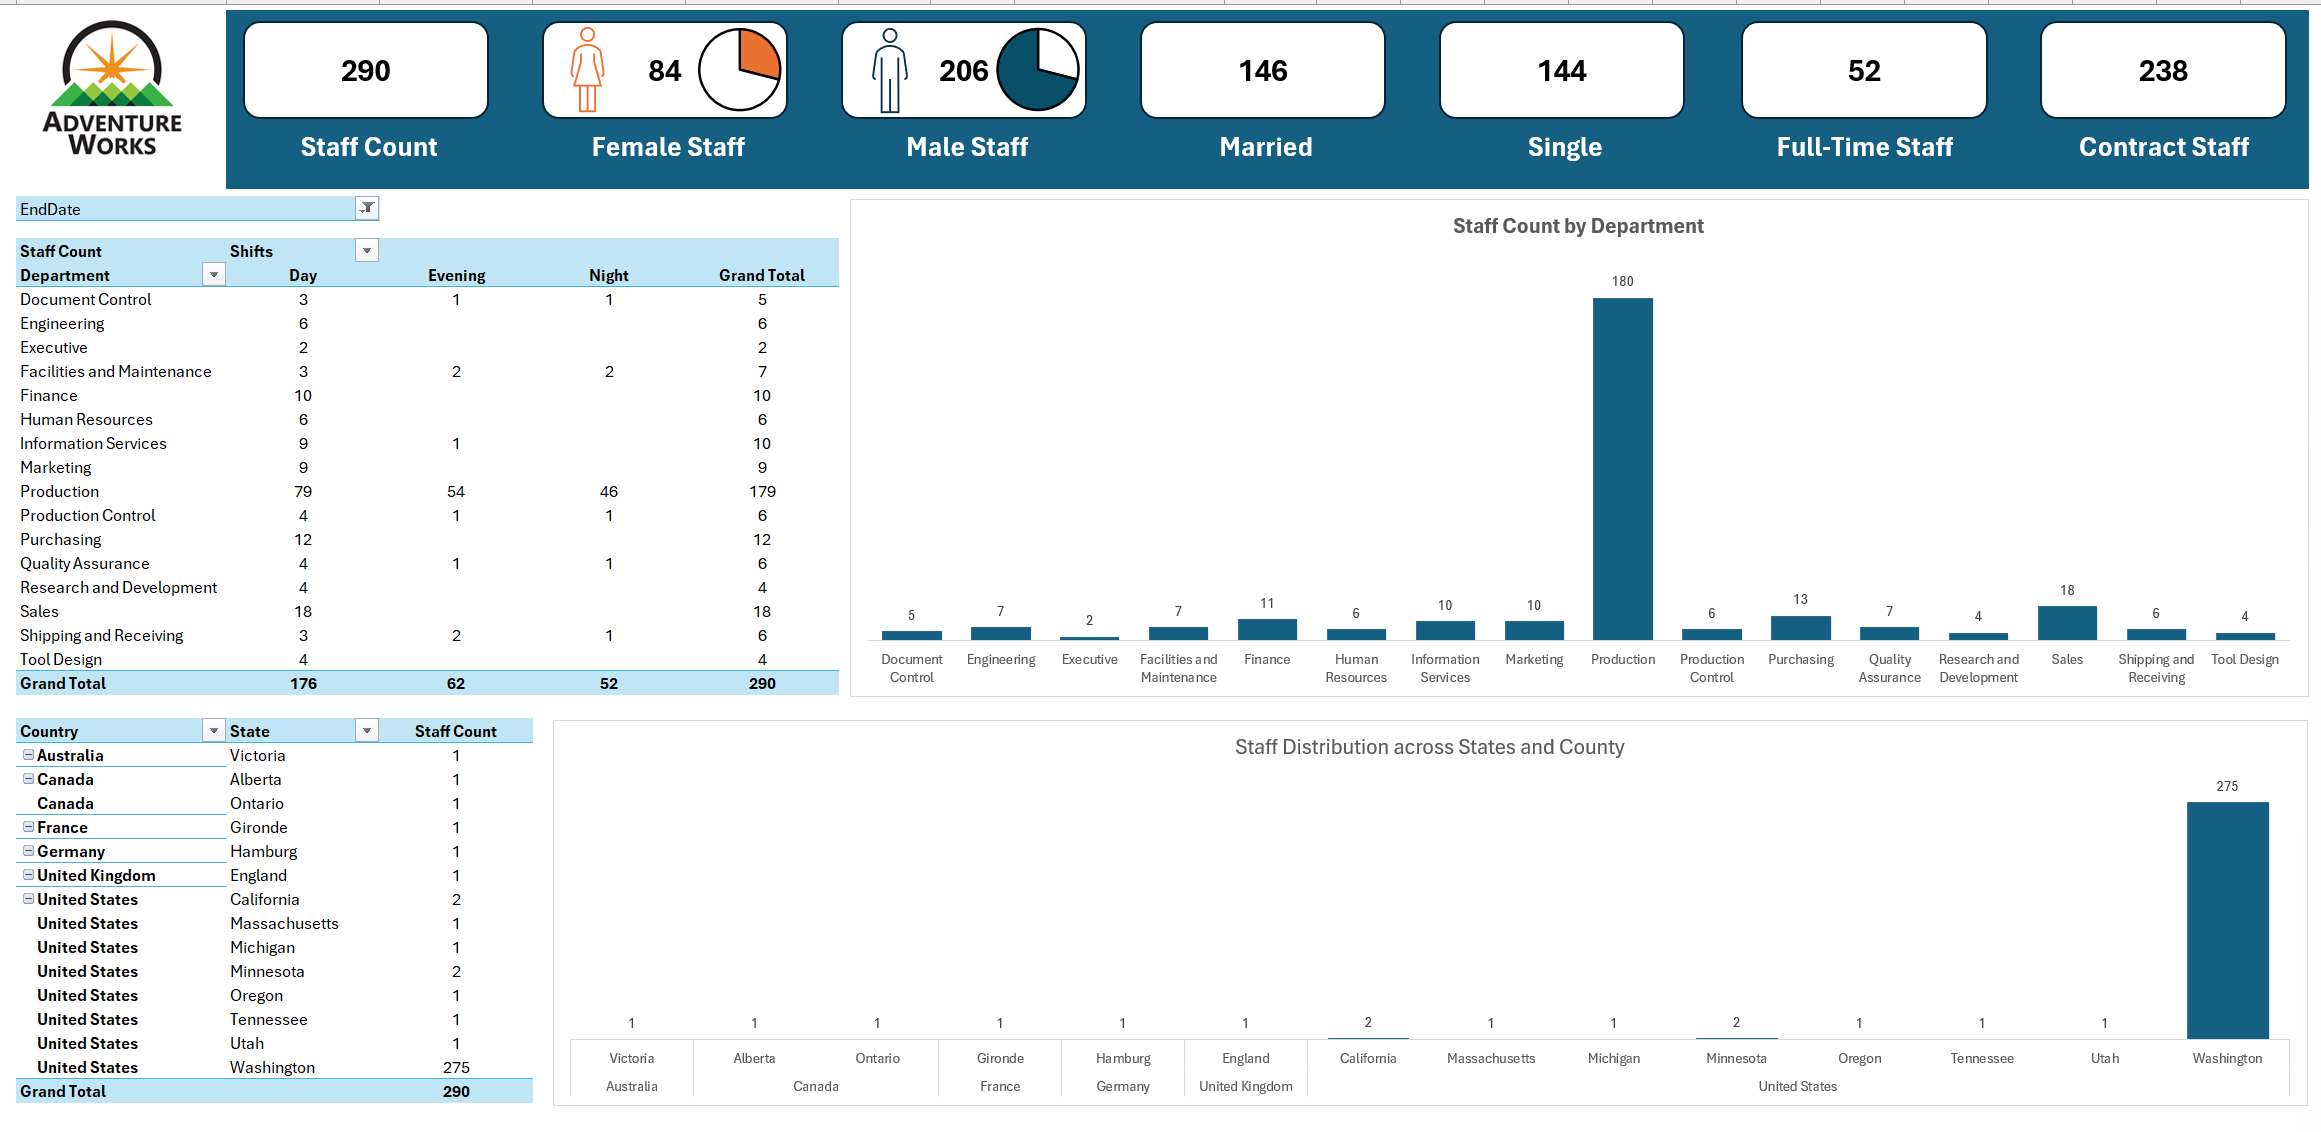 ADVENTURE
WORKS
290
84
206
146
144
52
238
Staff Count
Female Staff
Male Staff
Married
Single
Full-Time Staff
Contract Staff
EndDate
Staff Count Shifts
Department Day Evening Night Grand Total
Document Control 3 1 1 5
Engineering 6 6
Executive 2 2
Facilities and Maintenance 3 2 2 7
Finance 10 10
Human Resources 6 6
Information Services 9 1 10
Marketing 9 9
Production 79 54 46 179
Production Control 4 1 1 6
Purchasing 12 12
Quality Assurance 4 1 1 6
Research and Development 4 4
Sales 18 18
Shipping and Receiving 3 2 1 6
Tool Design 4 4
Grand Total 176 62 52 290
Staff Count by Department
180
5 7 2 7 11 6 10 10 6 13 7 4 18 6 4
Document Engineering Executive Facilities and Finance Human Information Marketing Production Production Purchasing Quality Research and Sales Shipping and Tool Design
Control Maintenance Resources Services Control Assurance Development Receiving
Country State Staff Count
Australia Victoria 1
Canada Alberta 1
Canada Ontario 1
France Gironde 1
Germany Hamburg 1
United Kingdom England 1
United States California 2
United States Massachusetts 1
United States Michigan 1
United States Minnesota 2
United States Oregon 1
United States Tennessee 1
United States Utah 1
United States Washington 275
Grand Total 290
Staff Distribution across States and County
275
1 1 1 1 1 1 2 1 1 2 1 1 1
Victoria Alberta Ontario Gironde Hamburg England California Massachusetts Michigan Minnesota Oregon Tennessee Utah Washington
Australia Canada France Germany United Kingdom United States